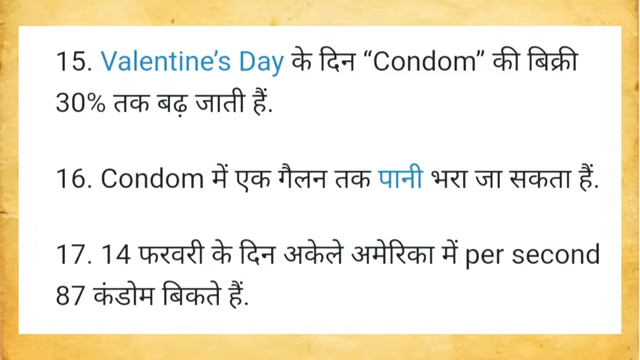 15. Valentine’s Day के दिन “Condom” की बिक्री
30% तक बढ़ जाती हैं.
16. Condom में एक गैलन तक पानी भरा जा सकता हैं.
17. 14 फरवरी के दिन अकेले अमेरिका में per second
87 कंडोम बिकते हैं.